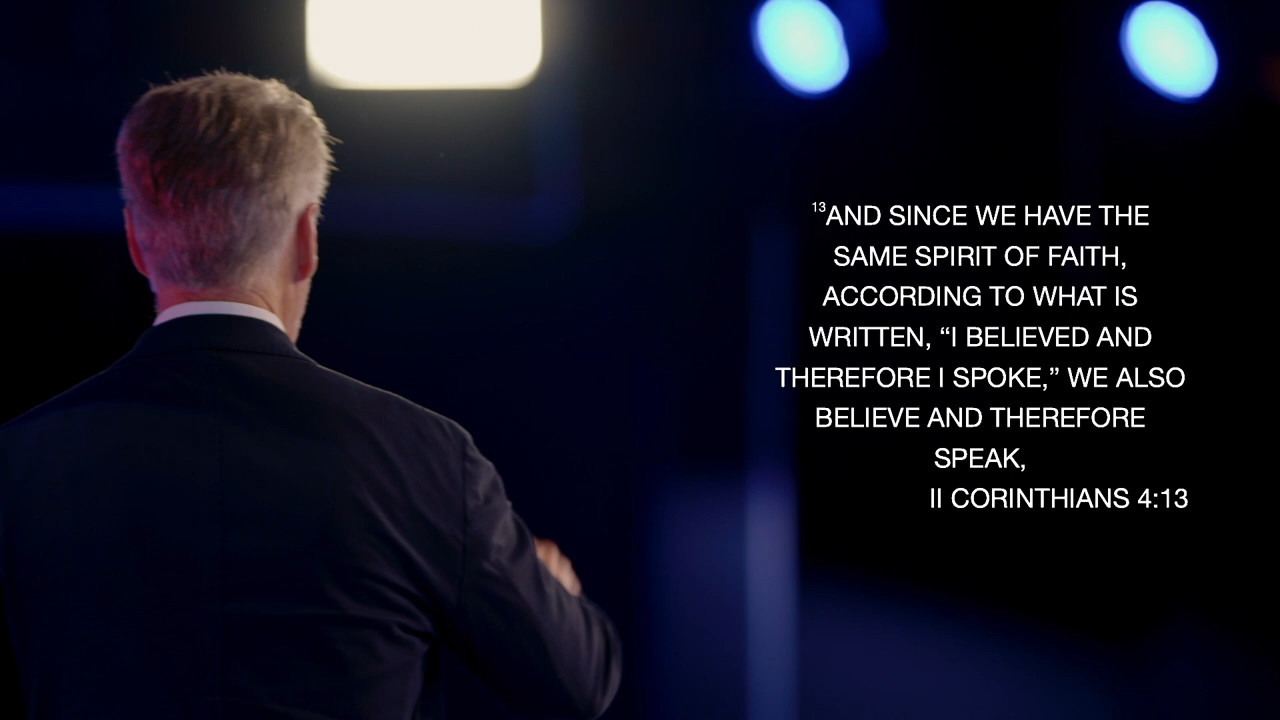 ¹³AND SINCE WE HAVE THE
SAME SPIRIT OF FAITH,
ACCORDING TO WHAT IS
WRITTEN, “I BELIEVED AND
THEREFORE I SPOKE,” WE ALSO
BELIEVE AND THEREFORE
SPEAK,
II CORINTHIANS 4:13